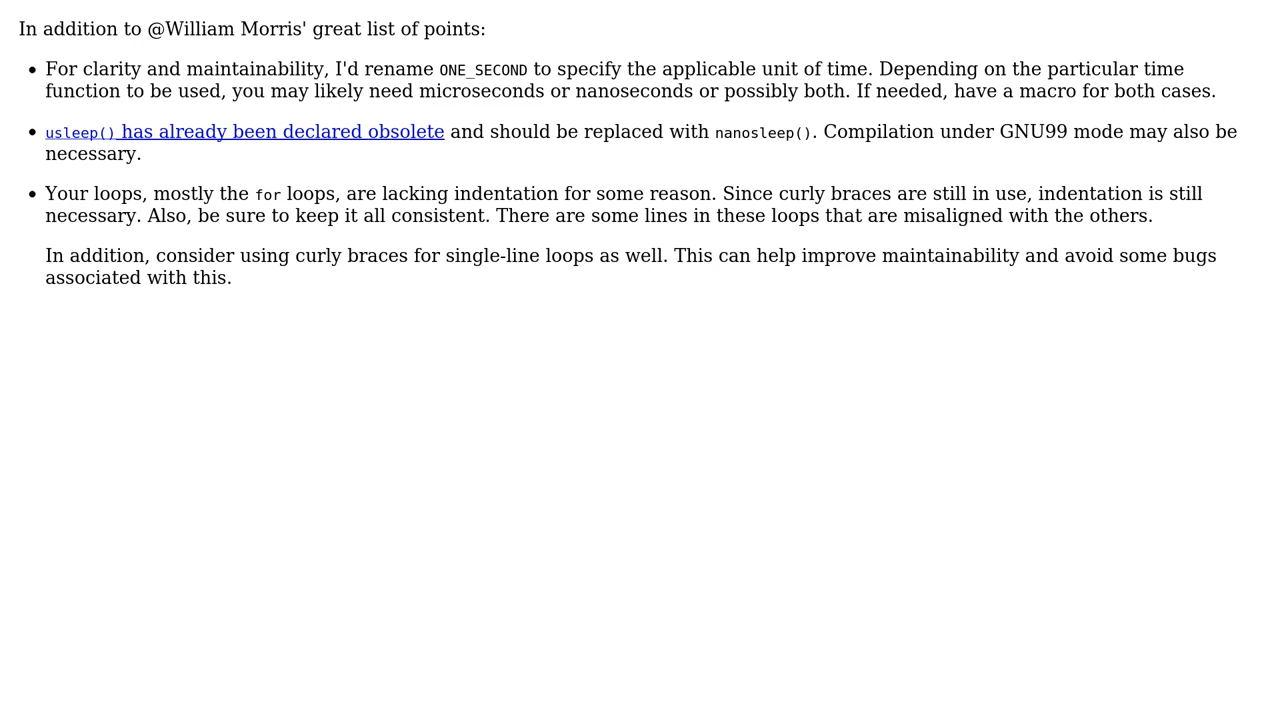 In addition to @William Morris' great list of points:
• For clarity and maintainability, I'd rename ONE_SECOND to specify the applicable unit of time. Depending on the particular time
function to be used, you may likely need microseconds or nanoseconds or possibly both. If needed, have a macro for both cases.
• usleep() has already been declared obsolete and should be replaced with nanosleep(). Compilation under GNU99 mode may also be
necessary.
• Your loops, mostly the for loops, are lacking indentation for some reason. Since curly braces are still in use, indentation is still
necessary. Also, be sure to keep it all consistent. There are some lines in these loops that are misaligned with the others.
In addition, consider using curly braces for single-line loops as well. This can help improve maintainability and avoid some bugs
associated with this.